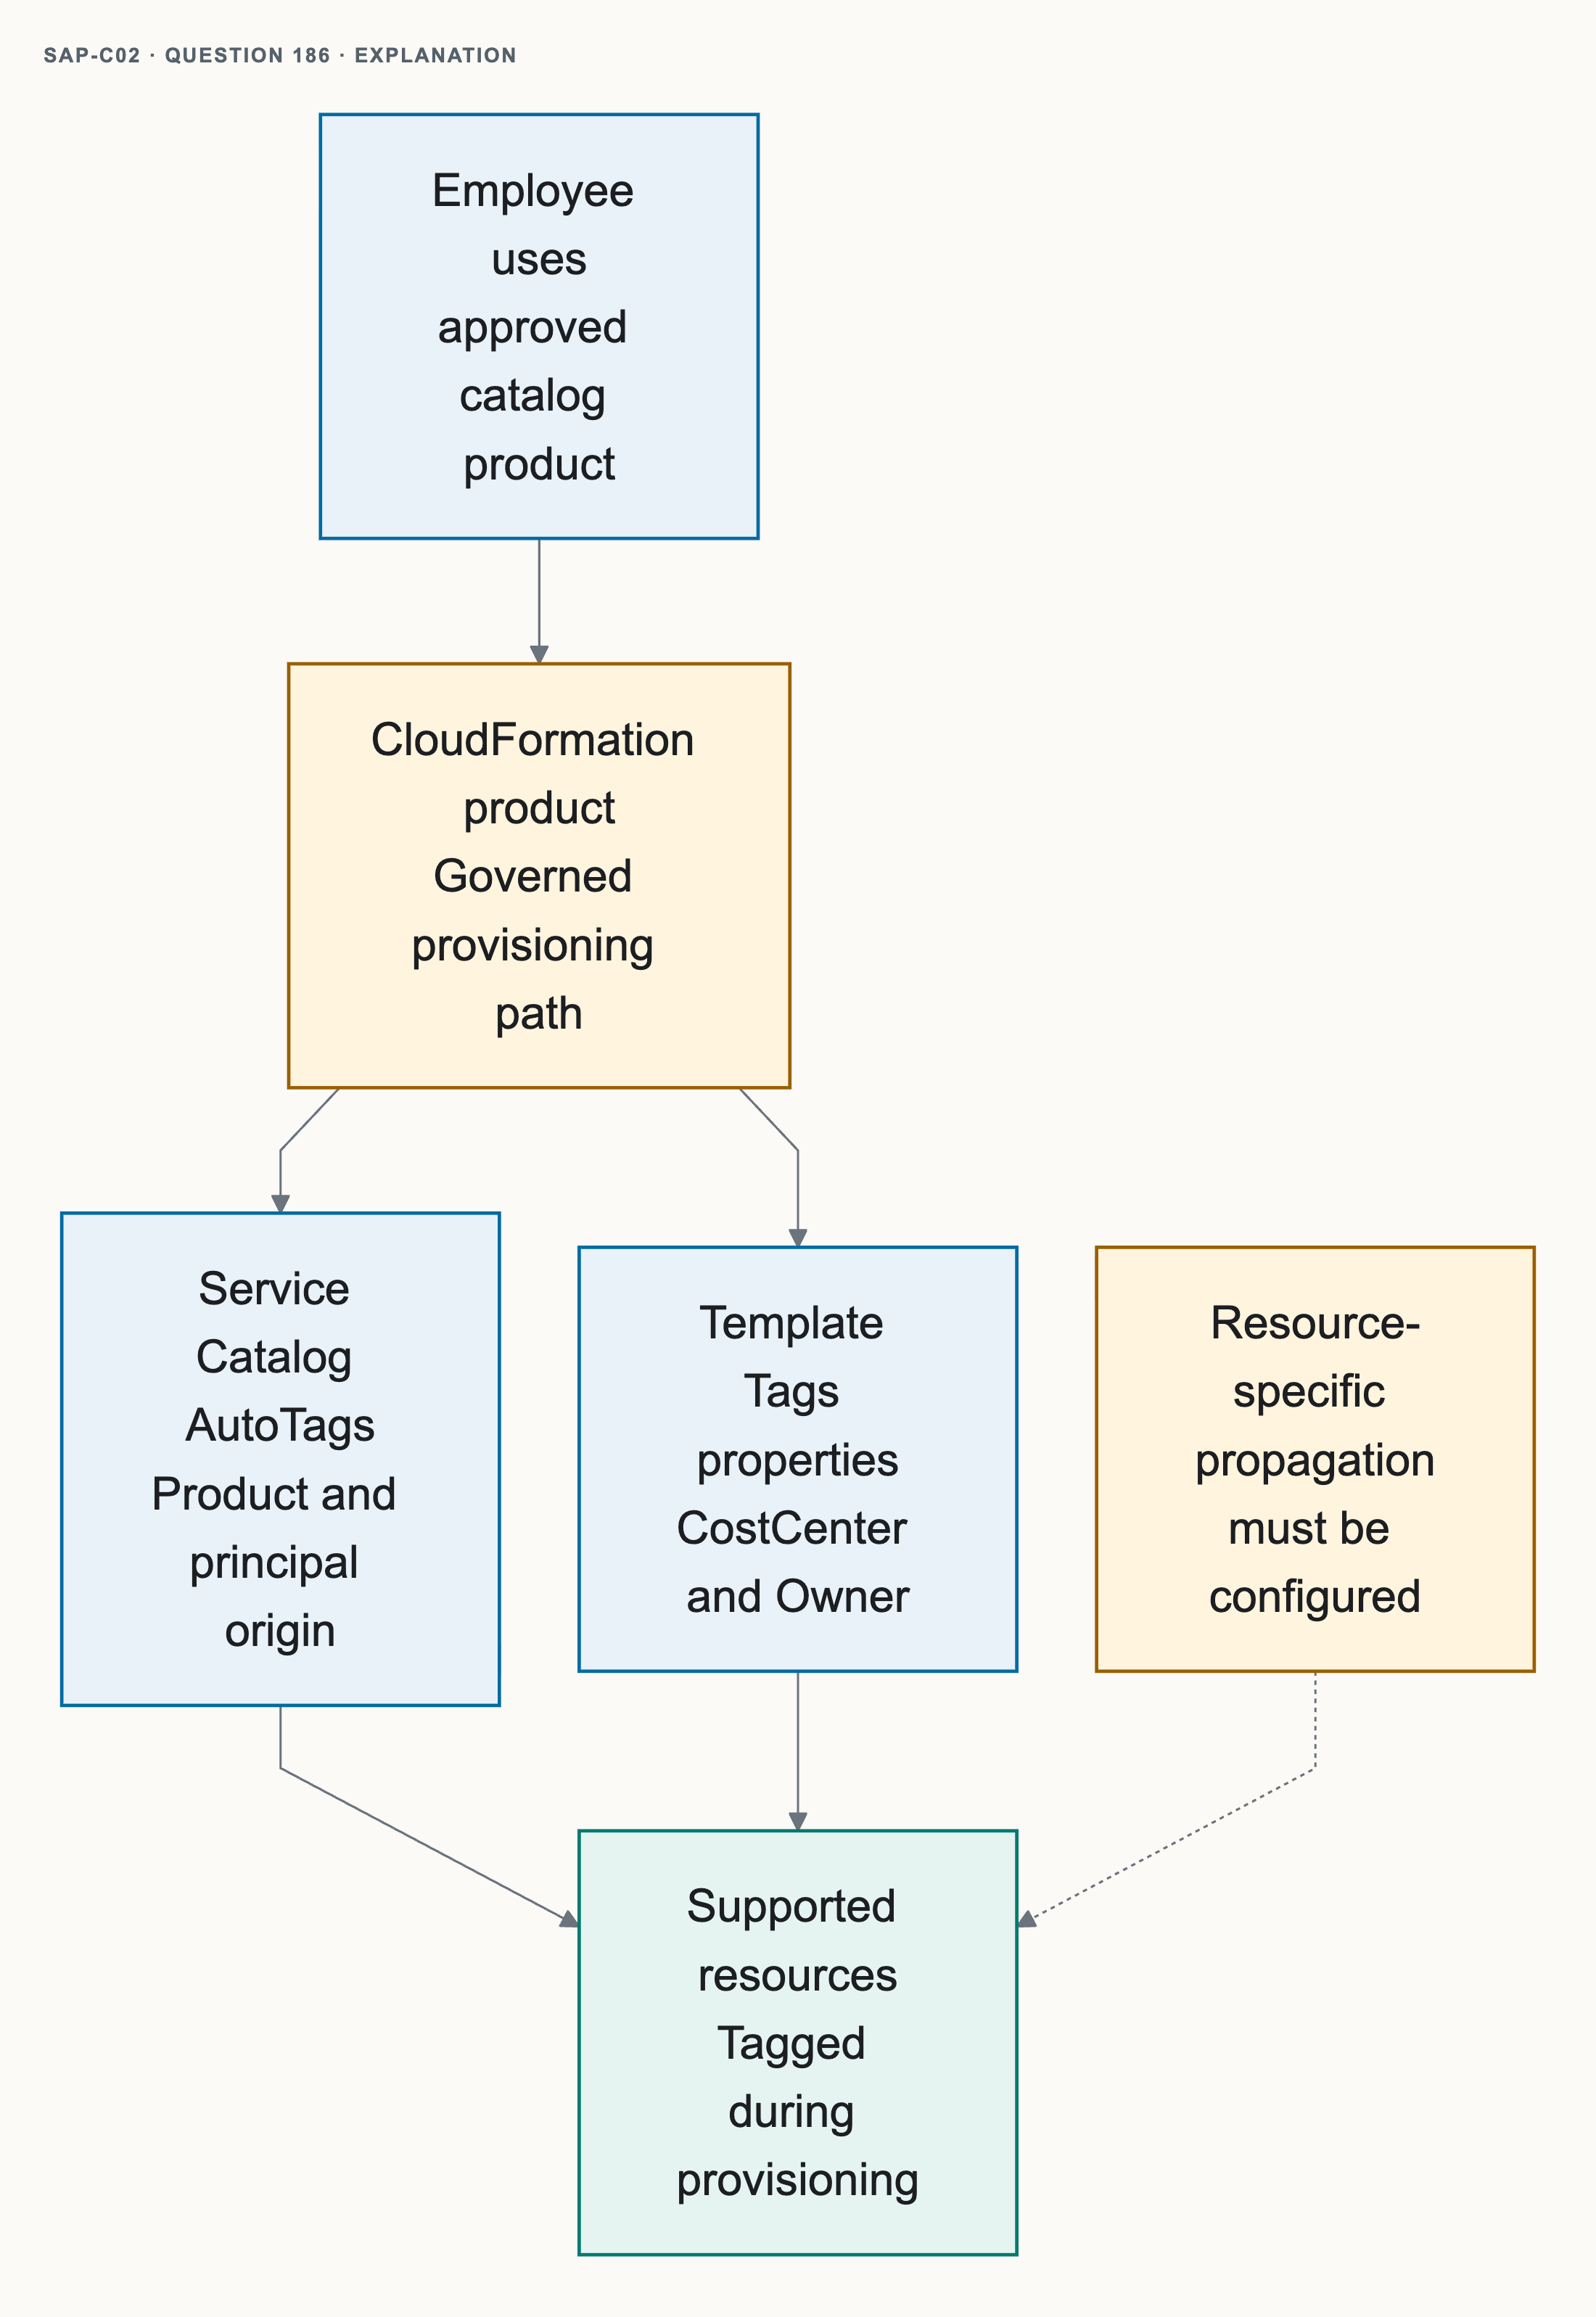 SAP-C02 · QUESTION 186 · EXPLANATION
Employee
uses
approved
catalog
product
CloudFormation
product
Governed
provisioning
path
Service
Catalog
AutoTags
Product and
principal
origin
Template
Tags
properties
CostCenter
and Owner
Resource-
specific
propagation
must be
configured
Supported
resources
Tagged
during
provisioning